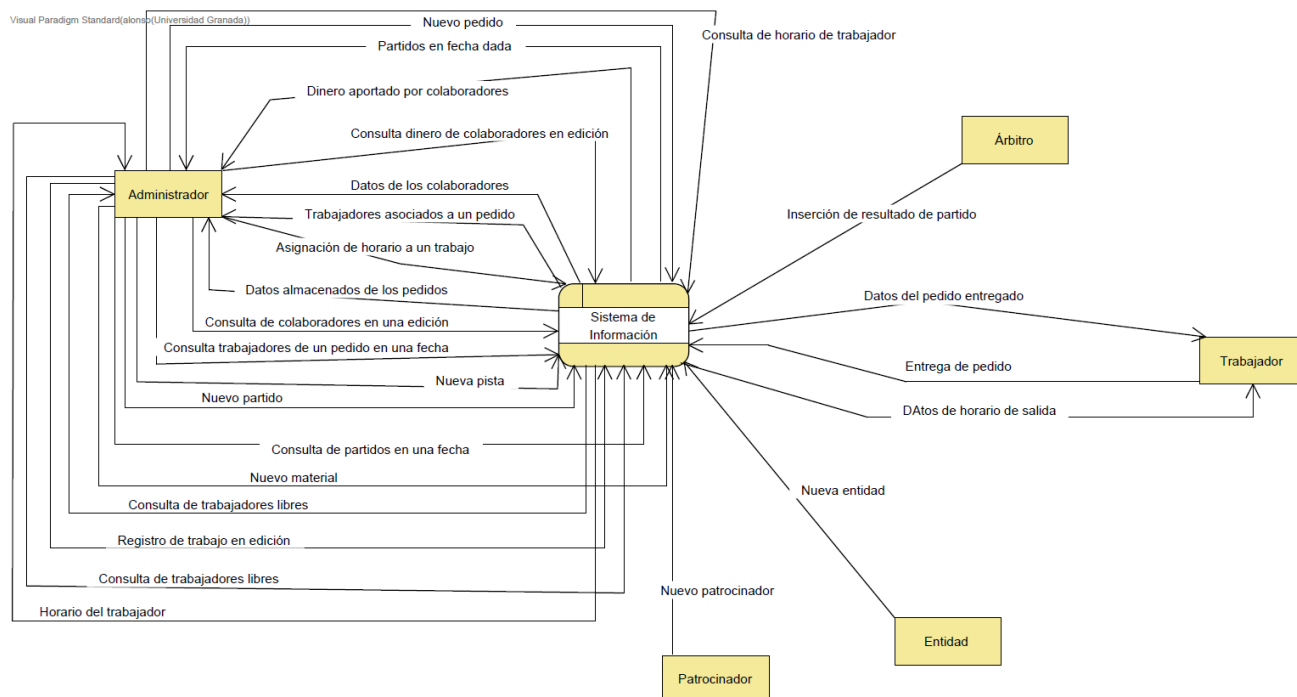 Visual Paradigm Standard(alonso(Universidad Granada))
Nuevo pedido
Consulta de horario de trabajador
Partidos en fecha dada
Dinero aportado por colaboradores
Consulta dinero de colaboradores en edición
Árbitro
Administrador
Datos de los colaboradores
Trabajadores asociados a un pedido
Inserción de resultado de partido
Asignación de horario a un trabajo
Datos almacenados de los pedidos
Datos del pedido entregado
Sistema de
Información
Consulta de colaboradores en una edición
Consulta trabajadores de un pedido en una fecha
Trabajador
Entrega de pedido
Nueva pista
Nuevo partido
DAtos de horario de salida
Consulta de partidos en una fecha
Nuevo material
Nueva entidad
Consulta de trabajadores libres
Registro de trabajo en edición
Consulta de trabajadores libres
Nuevo patrocinador
Horario del trabajador
Entidad
Patrocinador